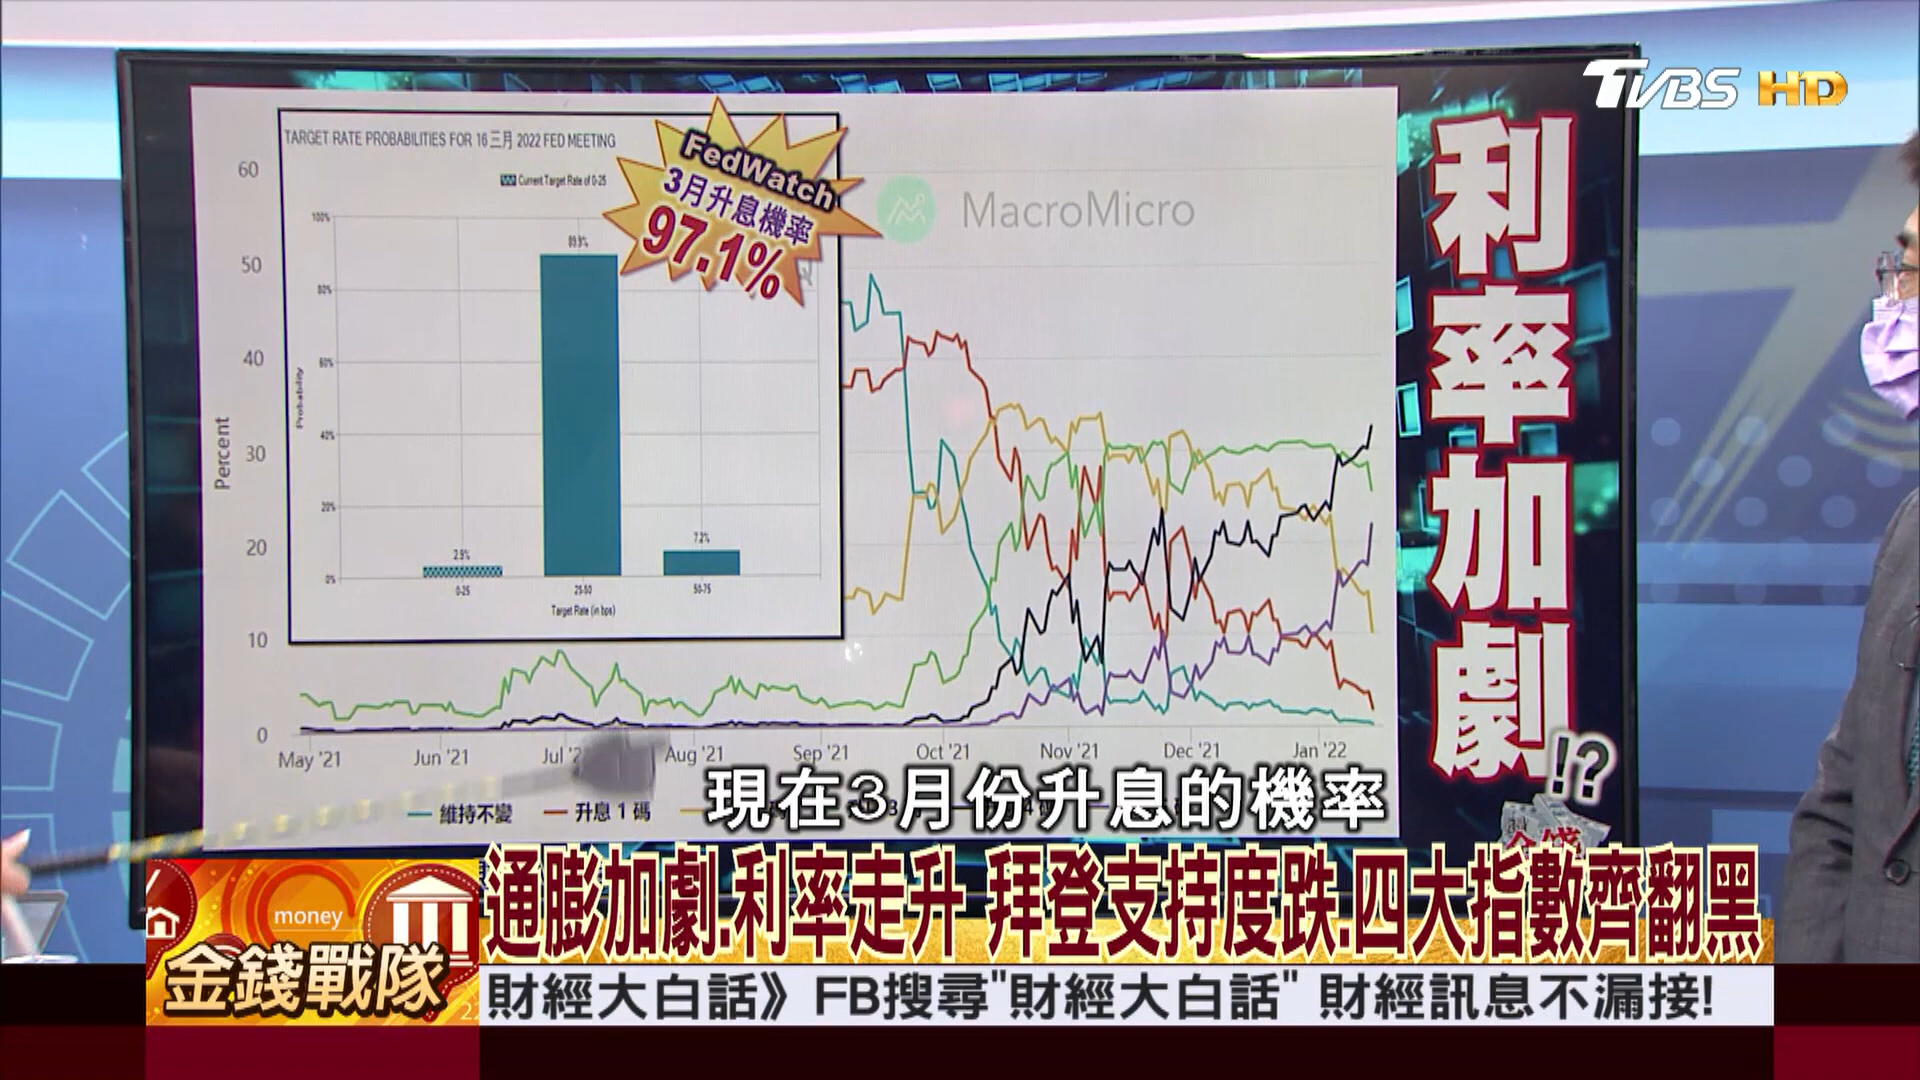 TVBS HD
利率加劇!?
TARGET RATE PROBABILITIES FOR 16 三月 2022 FED MEETING
Current Target Rate of 0-25
FedWatch
3月升息機率
97.1%
MacroMicro
100%
80%
60%
40%
20%
0%
Probability
2.9%
89.9%
7.2%
0-25
25-50
50-75
Target Rate (in bps)
Percent
60
50
40
30
20
10
0
May '21
Jun '21
Jul '2
Aug '21
Sep '21
Oct '21
Nov '21
Dec '21
Jan '22
維持不變
升息 1 碼
現在3月份升息的機率
money
金錢戰隊
通膨加劇.利率走升 拜登支持度跌.四大指數齊翻黑
財經大白話》FB搜尋"財經大白話" 財經訊息不漏接!